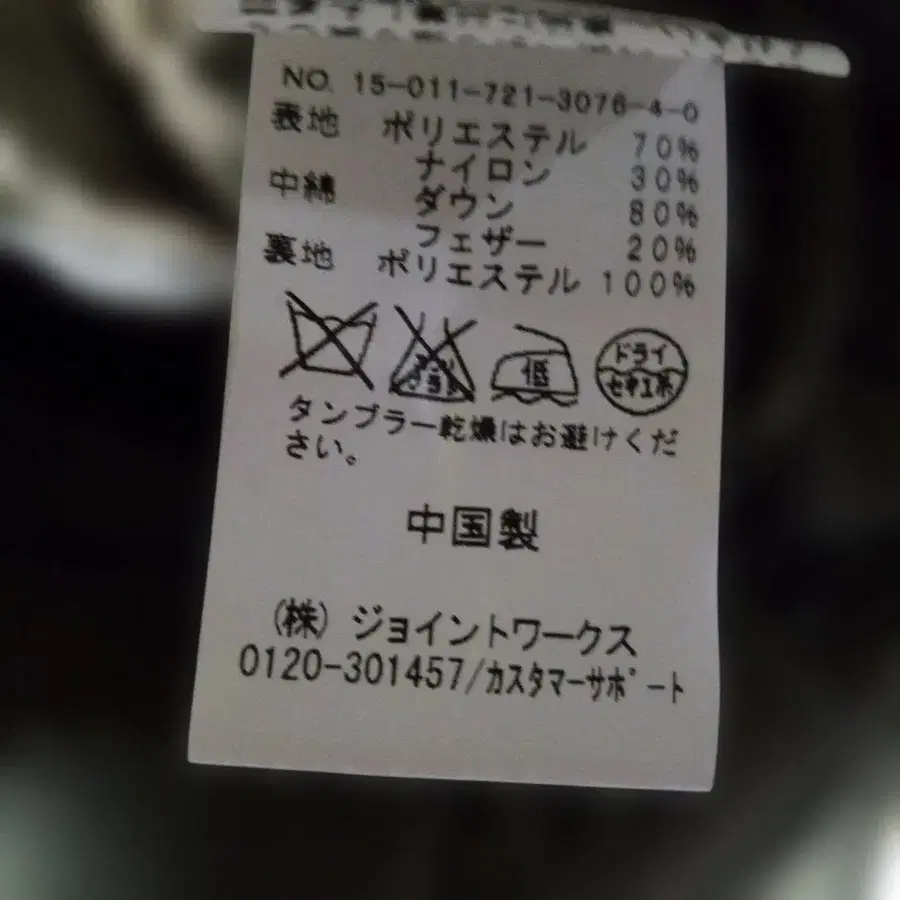 NO. 15-011-721-3076-4-0
表地 ポリエステル 70%
ナイロン 30%
中綿 ダウン 80%
フェザー 20%
裏地 ポリエステル 100%
低
ドライ
セキユ系
タンブラー乾燥はお避けくだ
さい。
中国製
(株) ジョイントワークス
0120-301457/カスタマーサポート